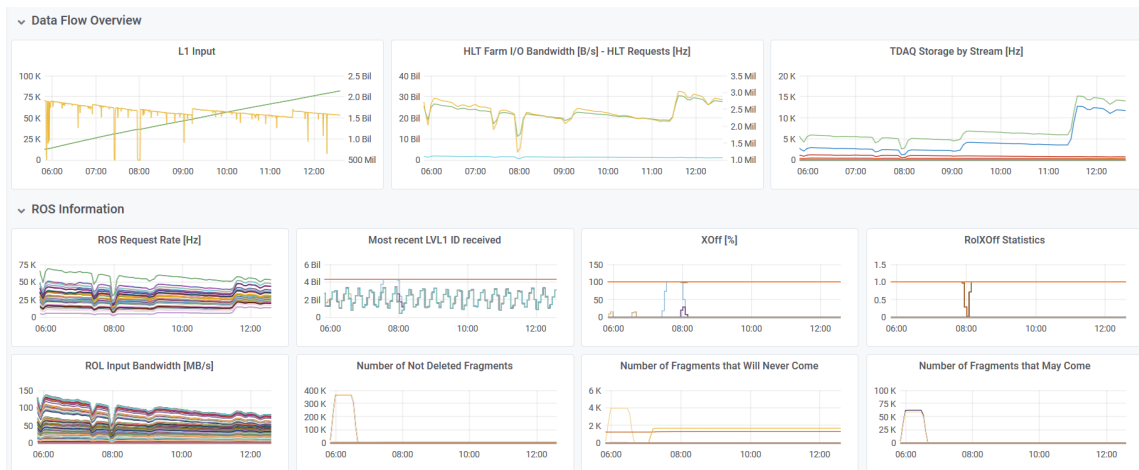 Data Flow Overview
L1 Input
HLT Farm I/O Bandwidth [B/s] - HLT Requests [Hz]
TDAQ Storage by Stream [Hz]
100 K 2.5 Bil 40 Bil 3.5 Mil 20 K
75 K 2.0 Bil 30 Bil 3.0 Mil 15 K
2.5 Mil
50 K 1.5 Bil 20 Bil 10 K
2.0 Mil
25 K 1.0 Bil 10 Bil 1.5 Mil 5 K
0 500 Mil 0 1.0 Mil 0
06:00 07:00 08:00 09:00 10:00 11:00 12:00 06:00 07:00 08:00 09:00 10:00 11:00 12:00 06:00 07:00 08:00 09:00 10:00 11:00 12:00
ROS Information
ROS Request Rate [Hz]
Most recent LVL1 ID received
XOff [%]
RolXOff Statistics
75 K 6 Bil 150 1.5
50 K 4 Bil 100 1.0
25 K 2 Bil 50 0.5
0 0 0 0
06:00 08:00 10:00 12:00 06:00 08:00 10:00 12:00 06:00 08:00 10:00 12:00 06:00 08:00 10:00 12:00
ROL Input Bandwidth [MB/s]
Number of Not Deleted Fragments
Number of Fragments that Will Never Come
Number of Fragments that May Come
150 400 K 6 K 100 K
300 K 75 K
100 4 K
200 K 50 K
50 2 K
100 K 25 K
0 0 0 0
06:00 08:00 10:00 12:00 06:00 08:00 10:00 12:00 06:00 08:00 10:00 12:00 06:00 08:00 10:00 12:00